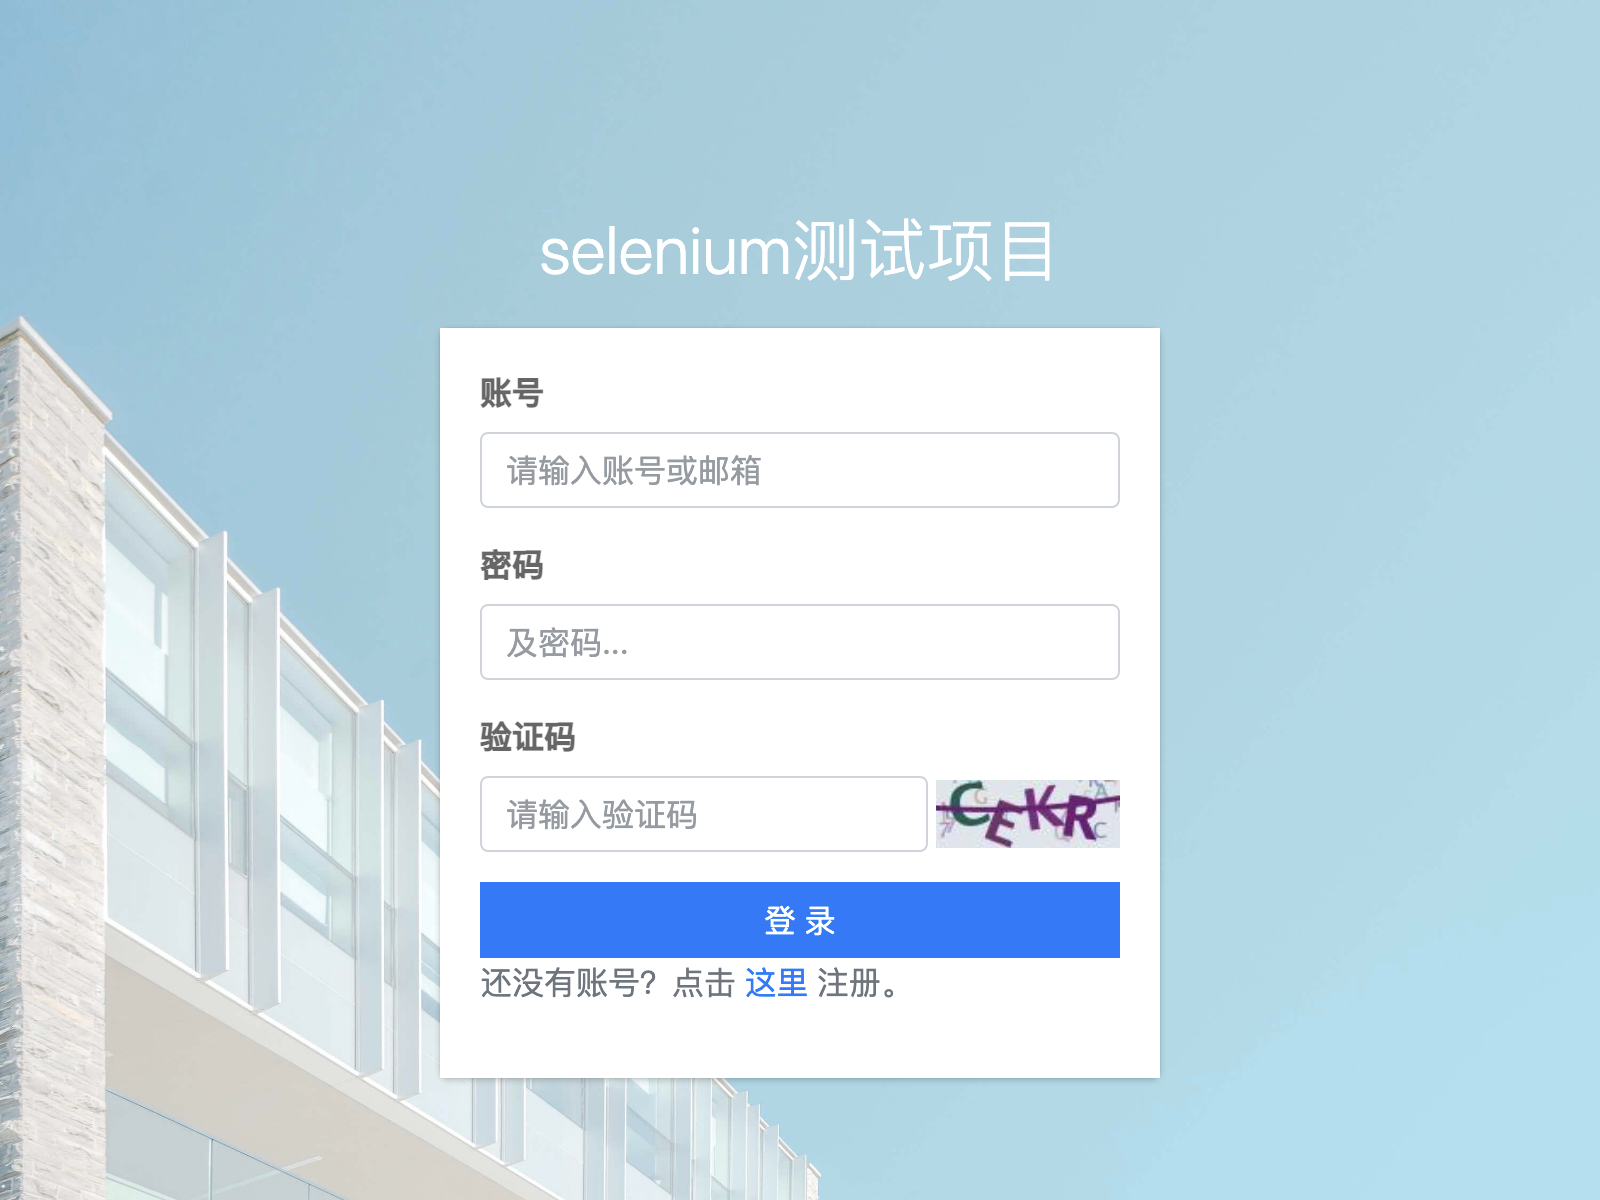 selenium测试项目
账号
请输入账号或邮箱
密码
及密码...
验证码
请输入验证码
CEKR
登 录
还没有账号？点击 这里 注册。